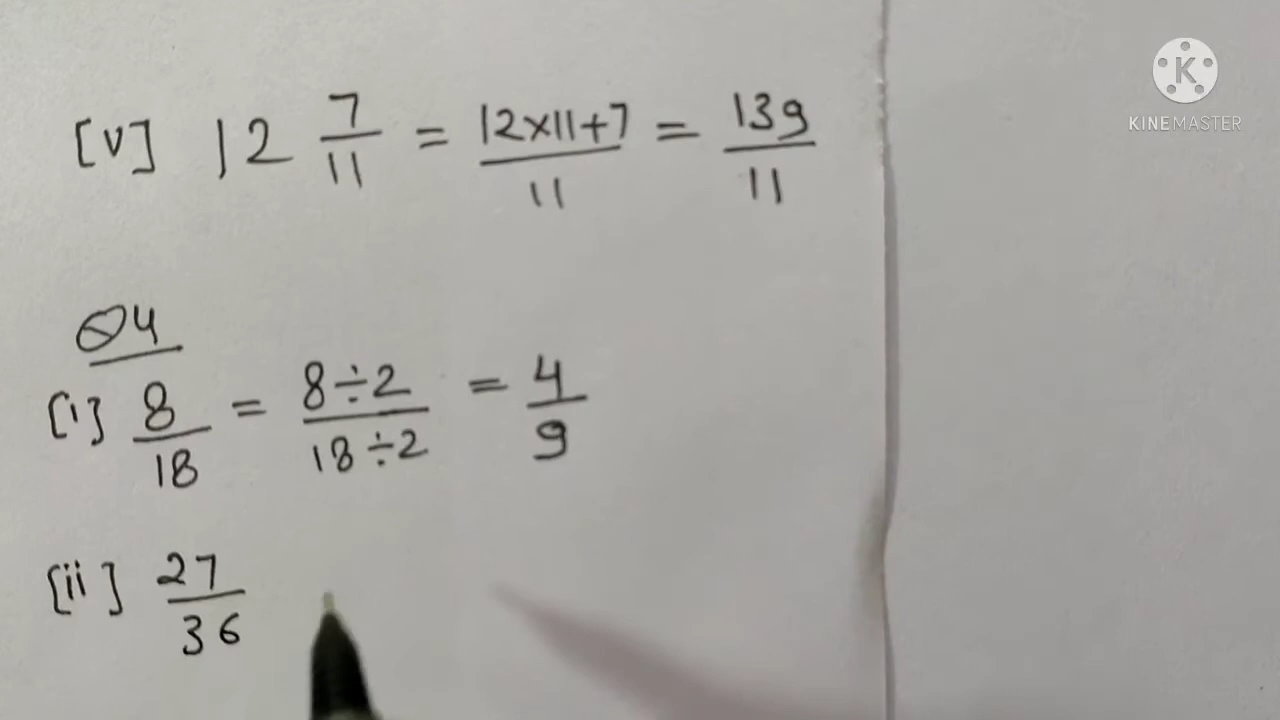 KINEMASTER
[v] 12 7/11 = 12×11+7/11 = 139/11
Q4
[i] 8/18 = 8÷2/18÷2 = 4/9
[ii] 27/36